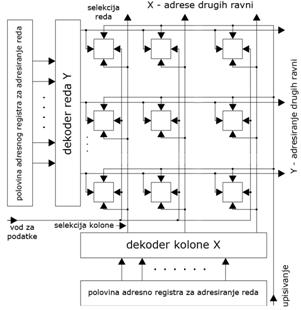 X - adrese drugih ravni
selekcija
reda
polovina adresnog registra za adresiranje reda
dekoder reda Y
Y - adresiranje drugih ravni
vod za
podatke
selekcija kolone
dekoder kolone X
polovina adresno registra za adresiranje reda
upisivanje